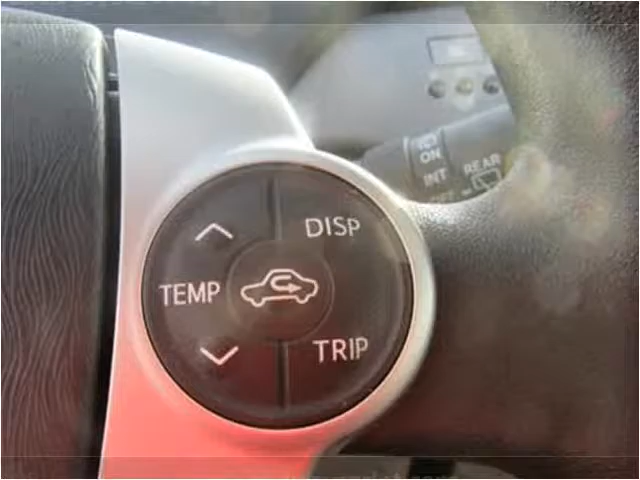 ON
INT
REAR
DISP
TEMP
TRIP